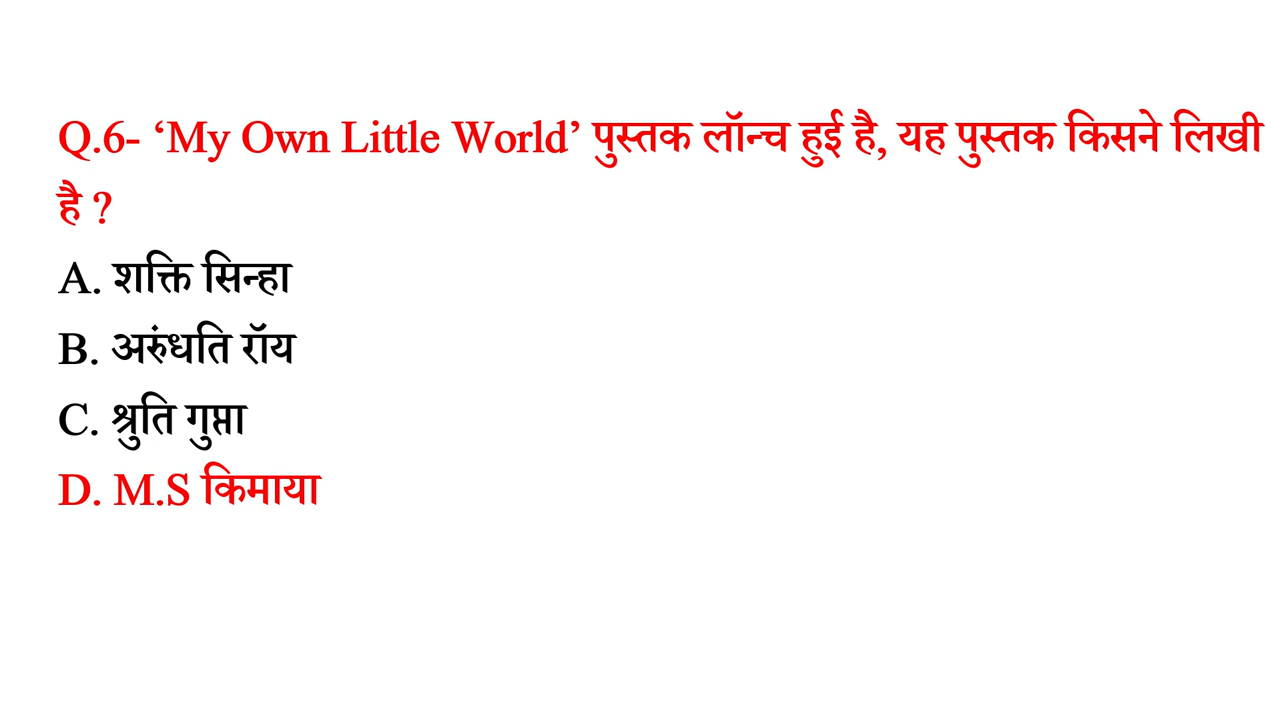 Q.6- ‘My Own Little World’ पुस्तक लॉन्च हुई है, यह पुस्तक किसने लिखी
है ?
A. शक्ति सिन्हा
B. अरुंधति रॉय
C. श्रुति गुप्ता
D. M.S किमाया